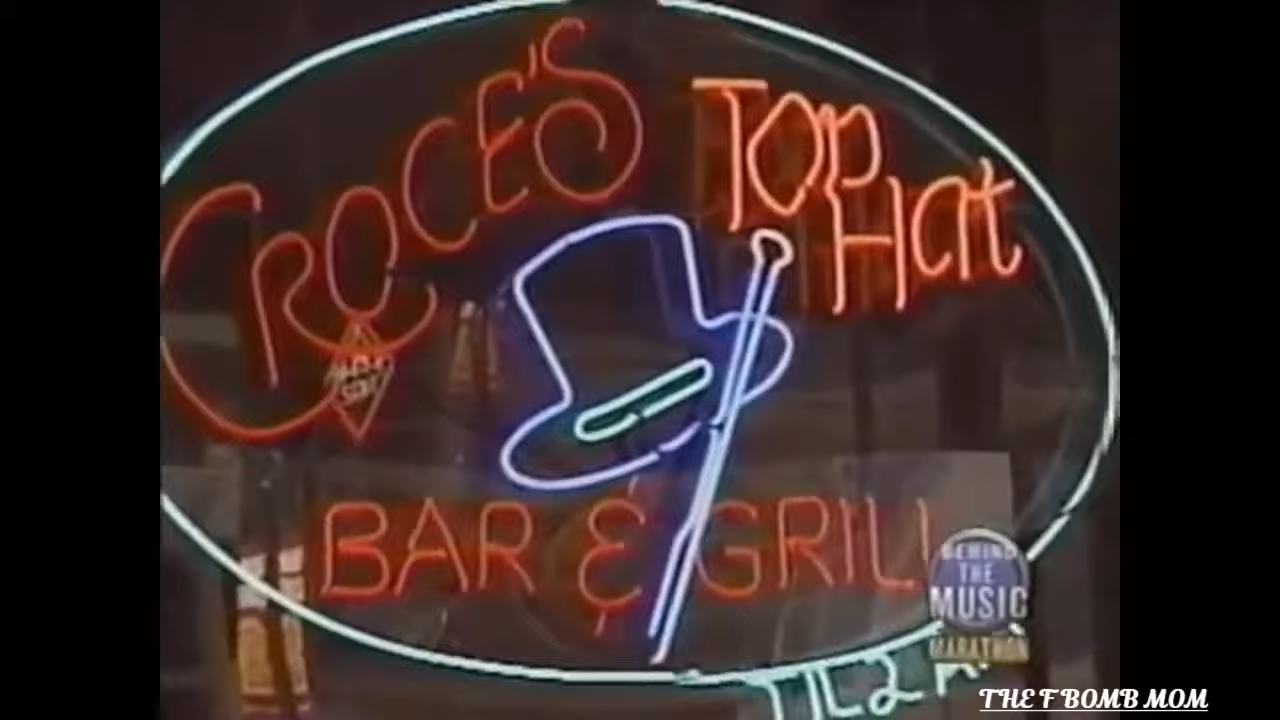 CROCE'S
TOP
HAT
BAR & GRILL
BEHIND
THE
MUSIC
MARATHON
THE F BOMB MOM